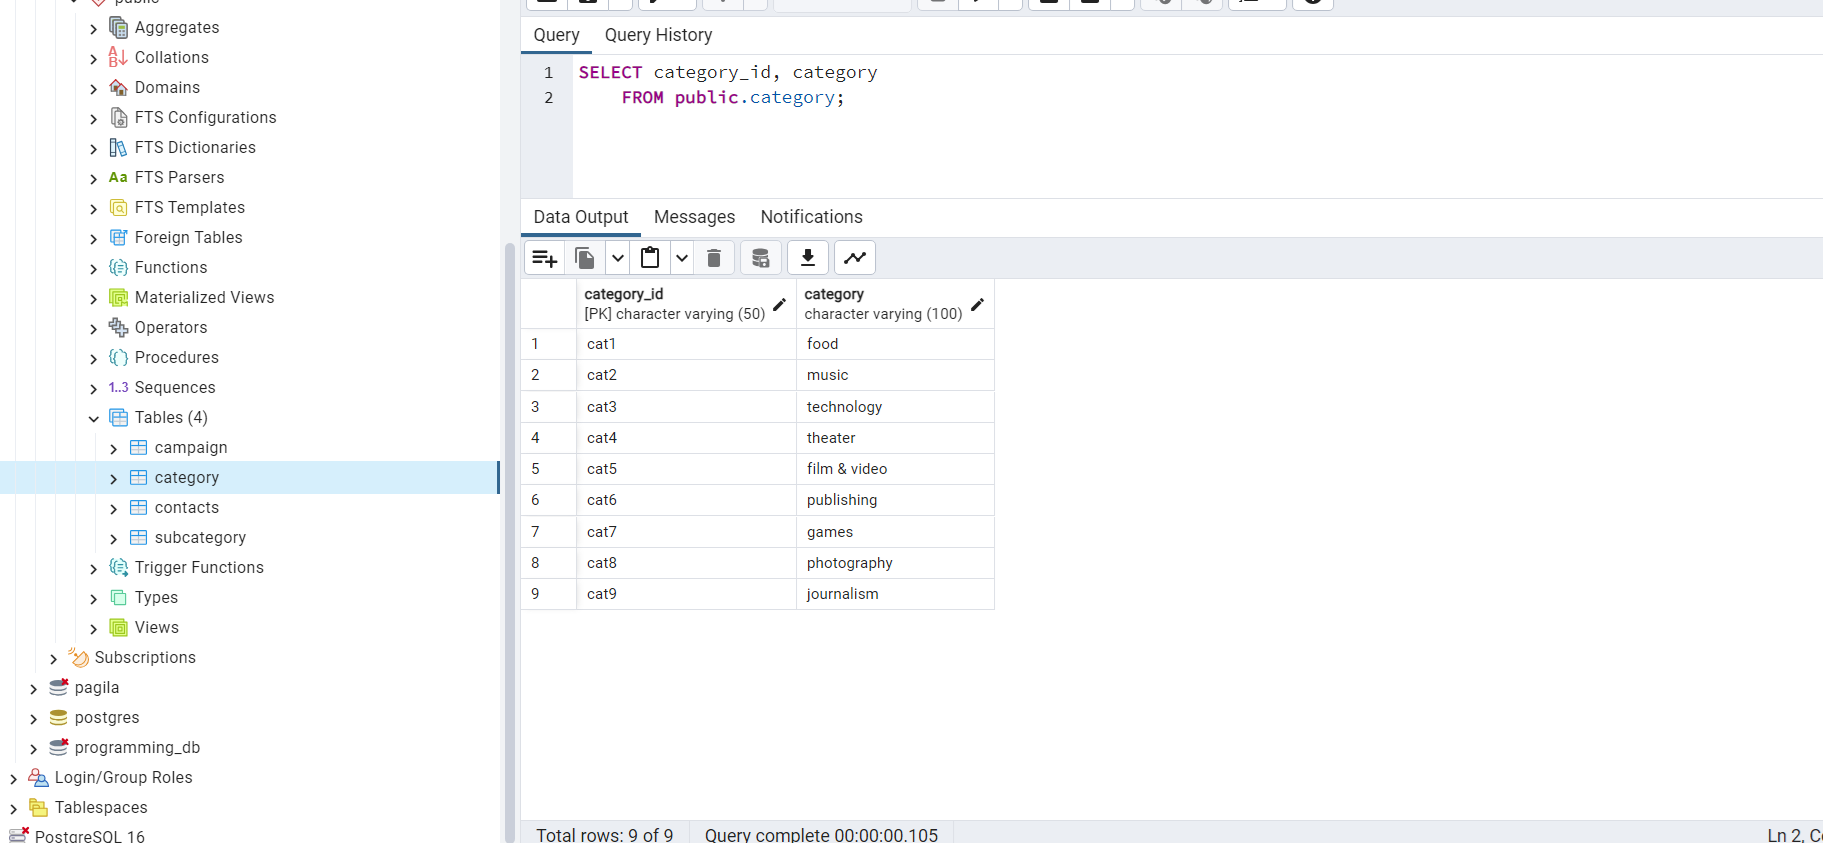 public
Aggregates
Collations
Domains
FTS Configurations
FTS Dictionaries
Aa FTS Parsers
FTS Templates
Foreign Tables
Functions
Materialized Views
Operators
Procedures
1..3 Sequences
Tables (4)
campaign
category
contacts
subcategory
Trigger Functions
Types
Views
Subscriptions
pagila
postgres
programming_db
Login/Group Roles
Tablespaces
PostgreSQL 16
Query Query History
1 SELECT category_id, category
2 FROM public.category;
Data Output Messages Notifications
category_id category
[PK] character varying (50) character varying (100)
1 cat1 food
2 cat2 music
3 cat3 technology
4 cat4 theater
5 cat5 film & video
6 cat6 publishing
7 cat7 games
8 cat8 photography
9 cat9 journalism
Total rows: 9 of 9 Query complete 00:00:00.105 Ln 2,